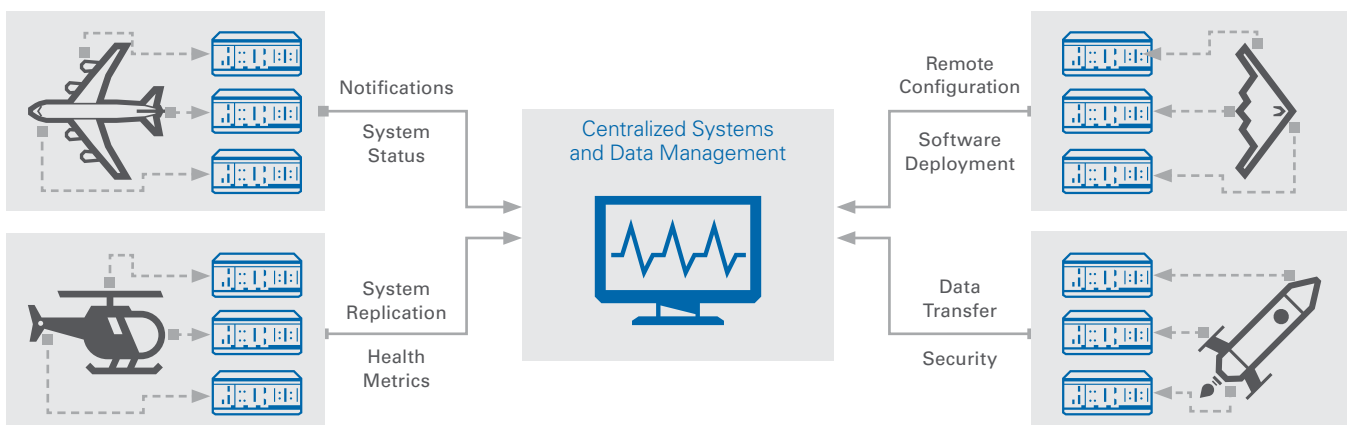 Notifications
System
Status
System
Replication
Health
Metrics
Centralized Systems
and Data Management
Remote
Configuration
Software
Deployment
Data
Transfer
Security